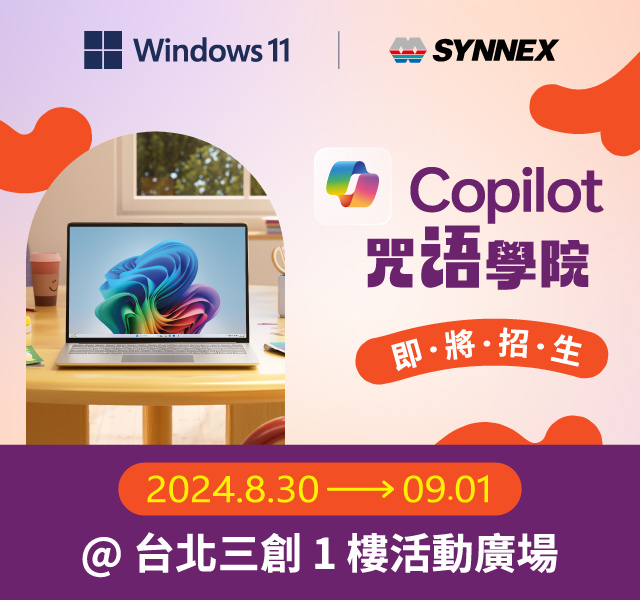 Windows 11 | SYNNEX
Copilot
咒语學院
即・將・招・生
2024.8.30 → 09.01
@ 台北三創 1 樓活動廣場